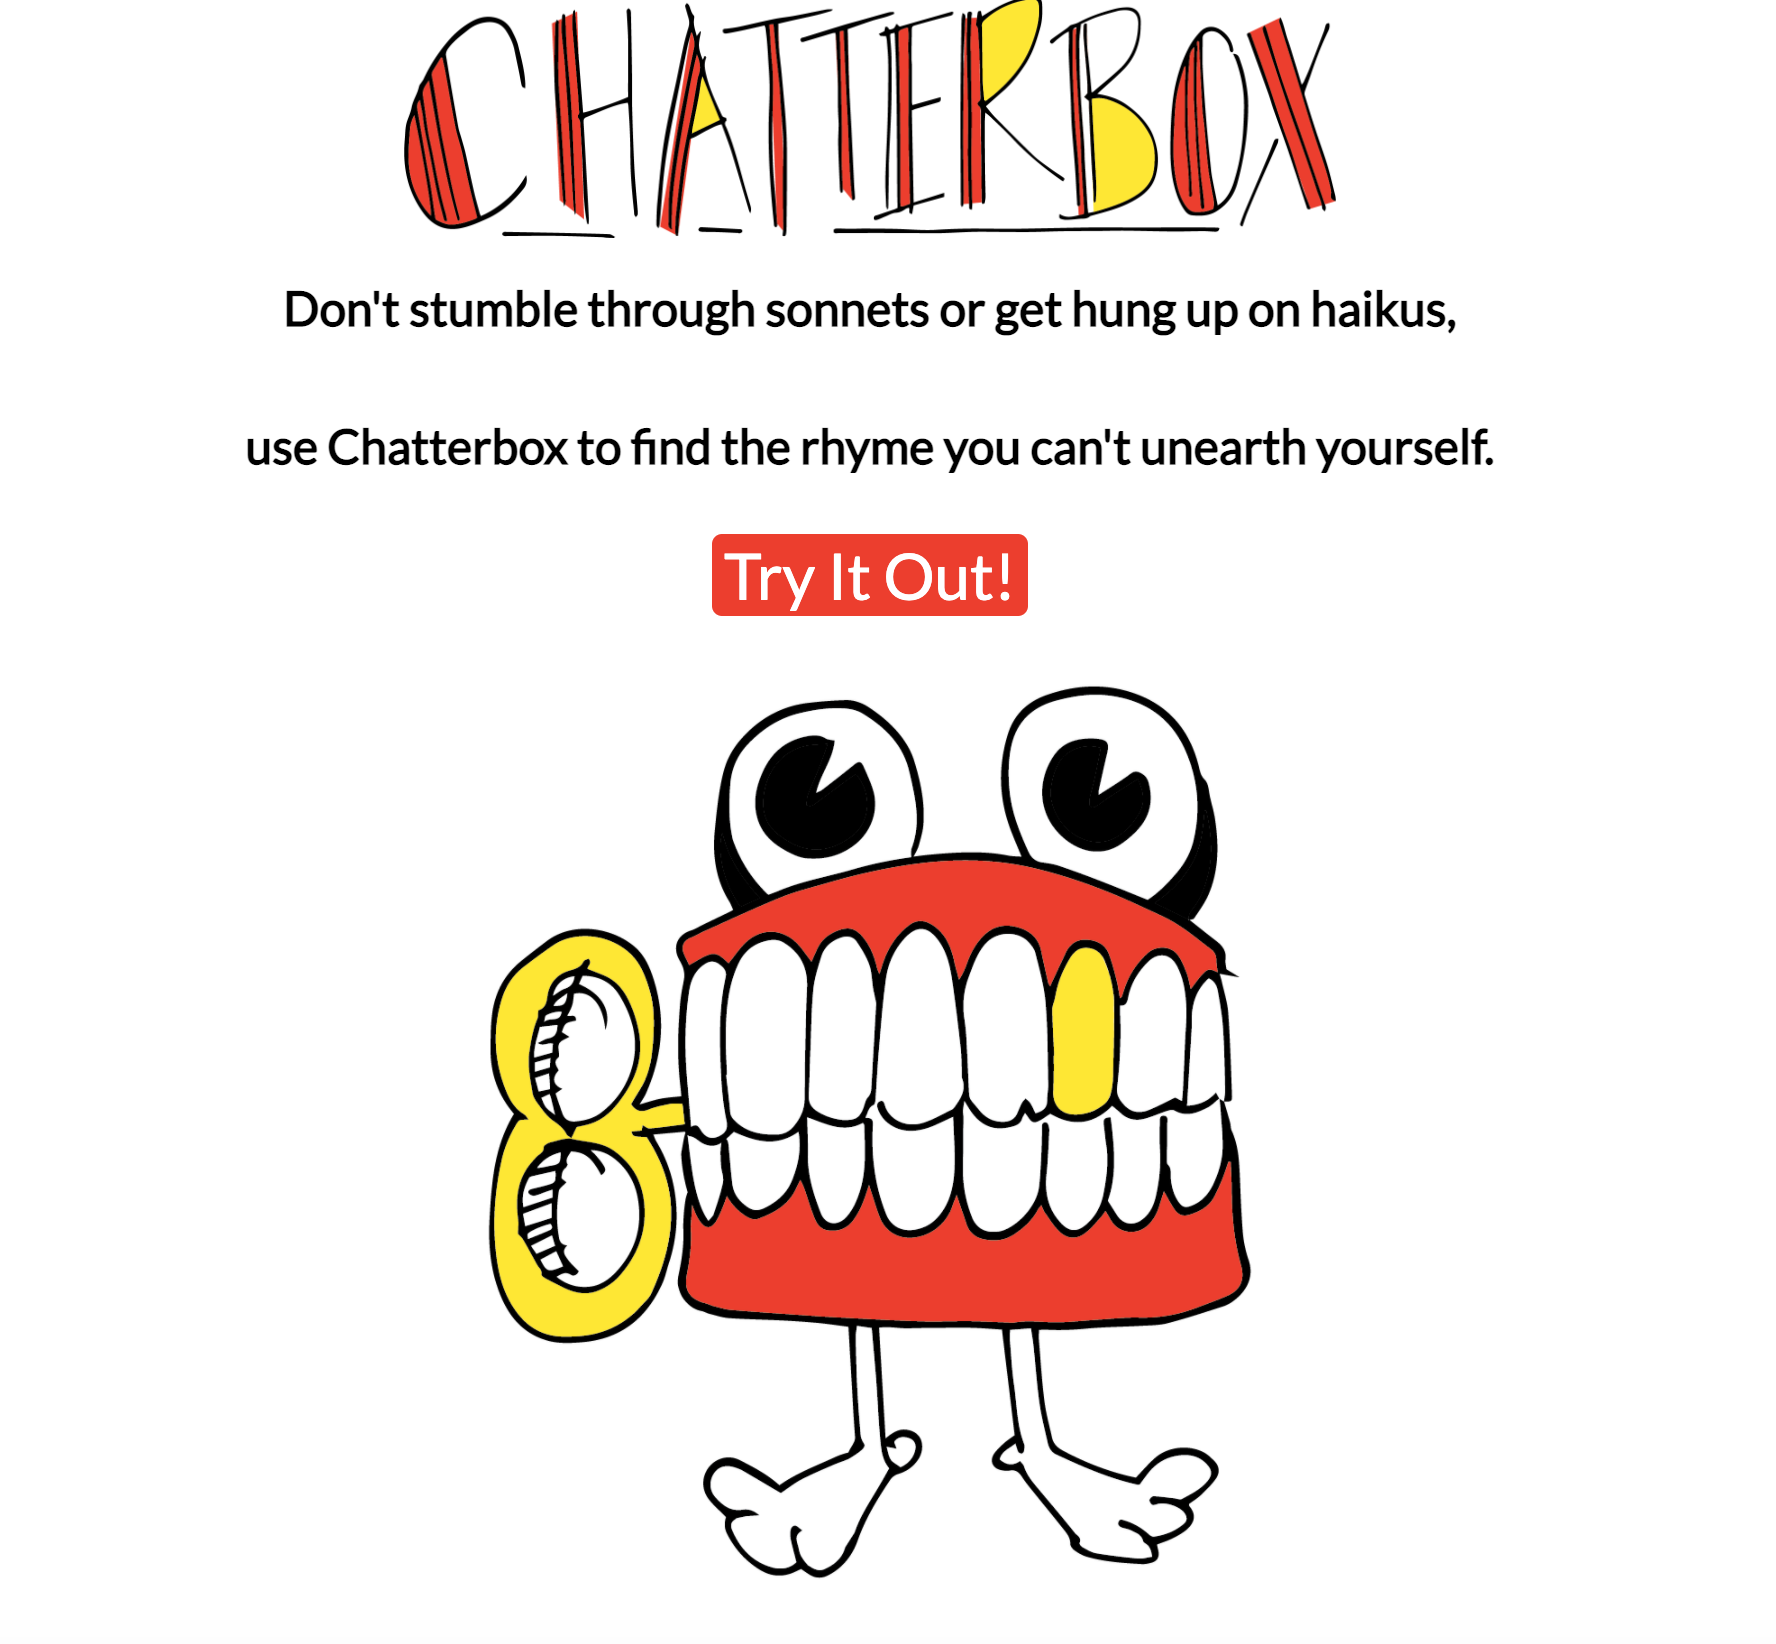 CHATTERBOX
Don't stumble through sonnets or get hung up on haikus,
use Chatterbox to find the rhyme you can't unearth yourself.
Try It Out!